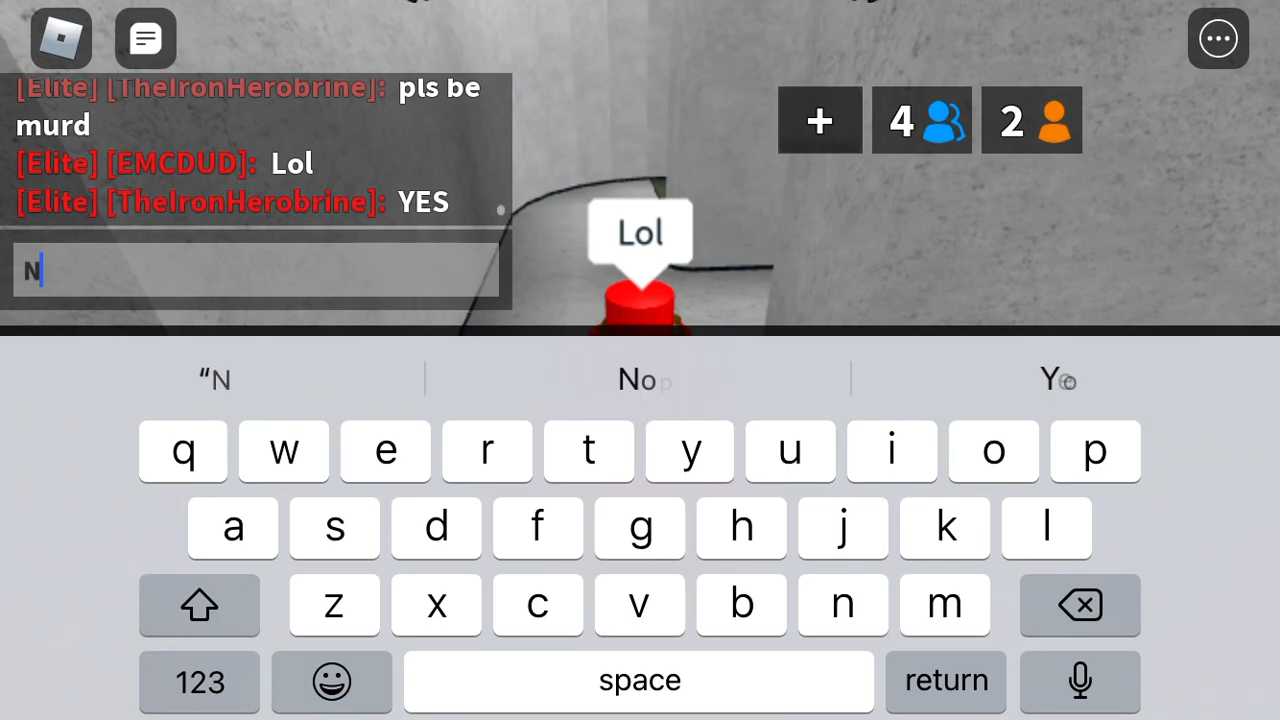 [Elite] [TheIronHerobrine]: pls be
murd
[Elite] [EMCDUD]: Lol
[Elite] [TheIronHerobrine]: YES
N
+ 4 2
Lol
“N No
q w e r t y u i o p
a s d f g h j k l
z x c v b n m
123 space return